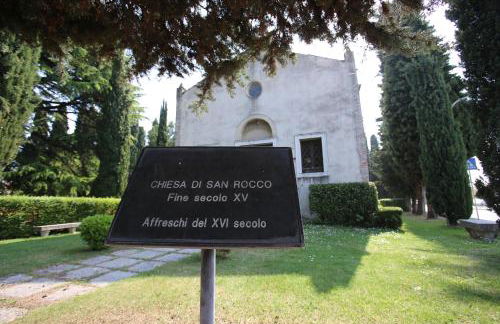 CHIESA DI SAN ROCCO
Fine secolo XV
Affreschi del XVI secolo